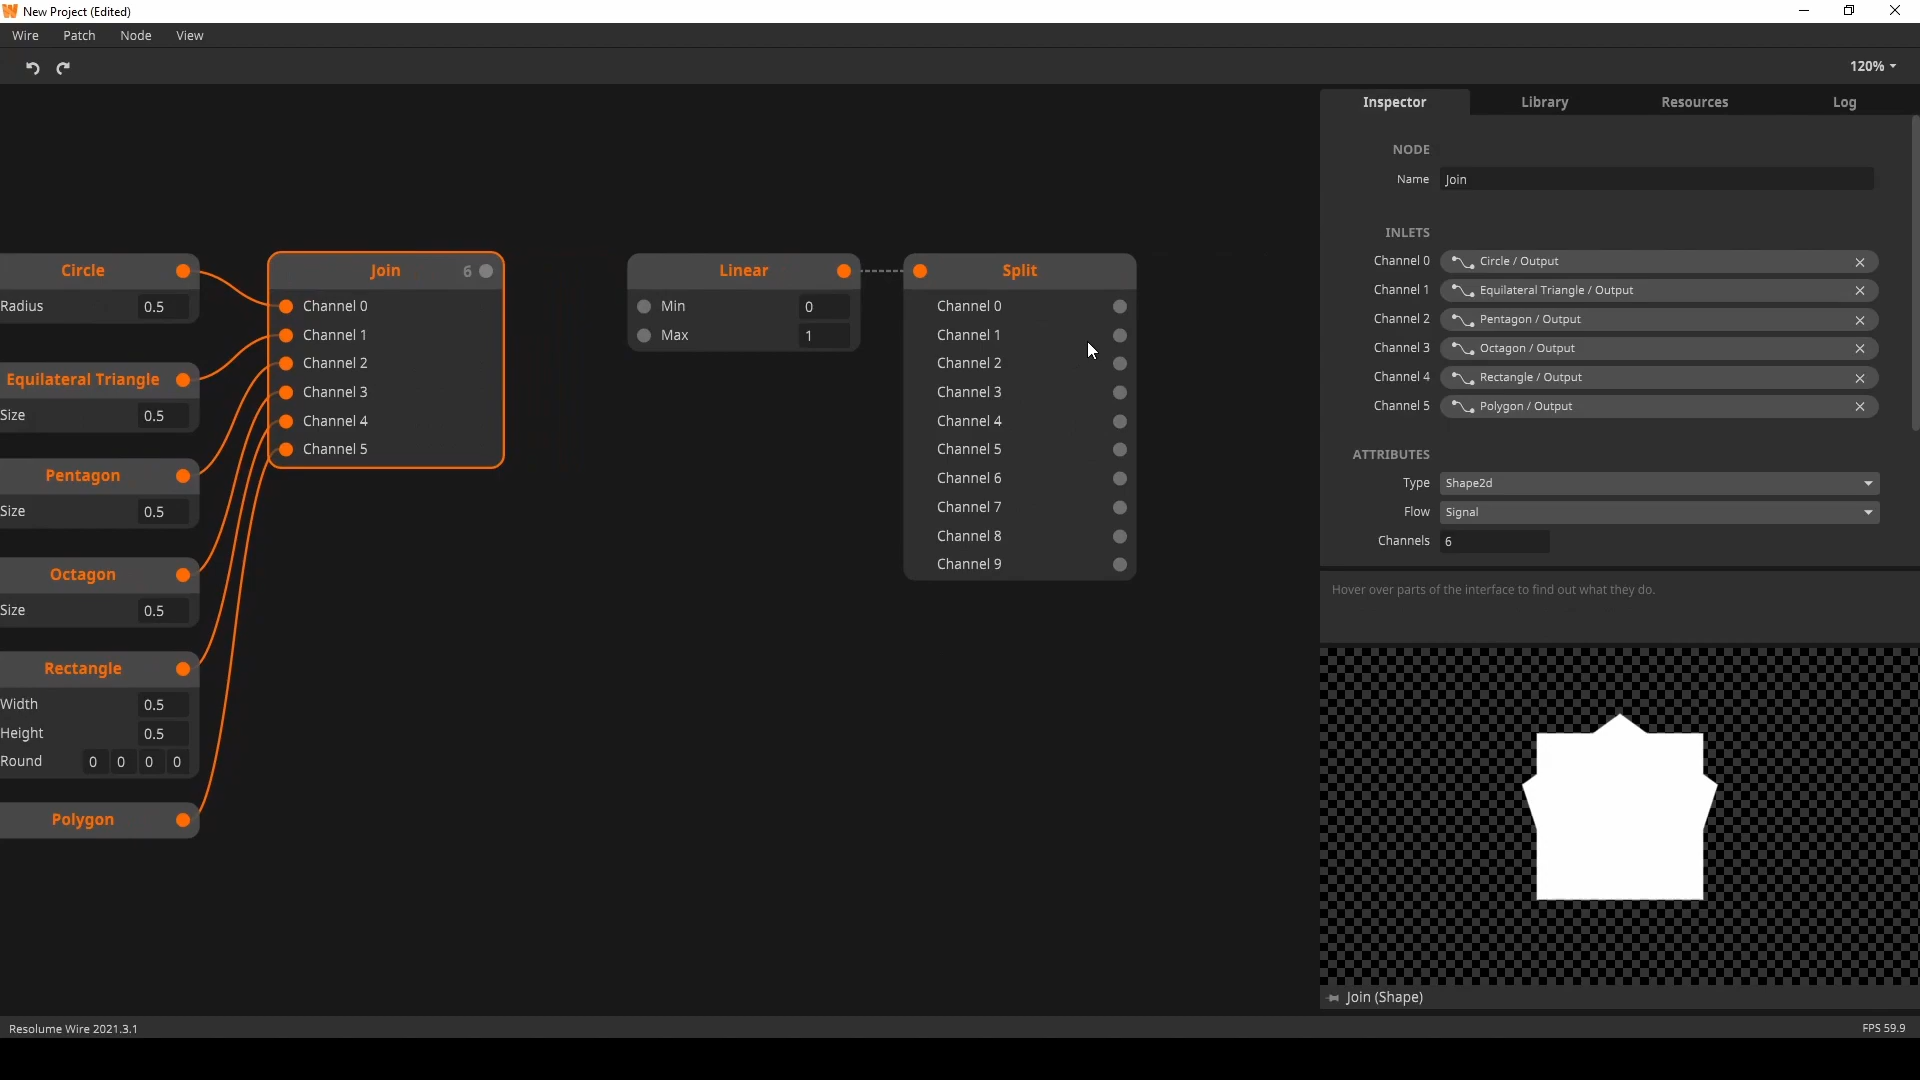 New Project (Edited)
Wire Patch Node View
120%
Circle
Radius 0.5
Equilateral Triangle
Size 0.5
Pentagon
Size 0.5
Octagon
Size 0.5
Rectangle
Width 0.5
Height 0.5
Round 0 0 0 0
Polygon
Join 6
Channel 0
Channel 1
Channel 2
Channel 3
Channel 4
Channel 5
Linear
Min 0
Max 1
Split
Channel 0
Channel 1
Channel 2
Channel 3
Channel 4
Channel 5
Channel 6
Channel 7
Channel 8
Channel 9
Inspector Library Resources Log
NODE
Name Join
INLETS
Channel 0 Circle / Output
Channel 1 Equilateral Triangle / Output
Channel 2 Pentagon / Output
Channel 3 Octagon / Output
Channel 4 Rectangle / Output
Channel 5 Polygon / Output
ATTRIBUTES
Type Shape2d
Flow Signal
Channels 6
Hover over parts of the interface to find out what they do.
Join (Shape)
Resolume Wire 2021.3.1
FPS 59.9